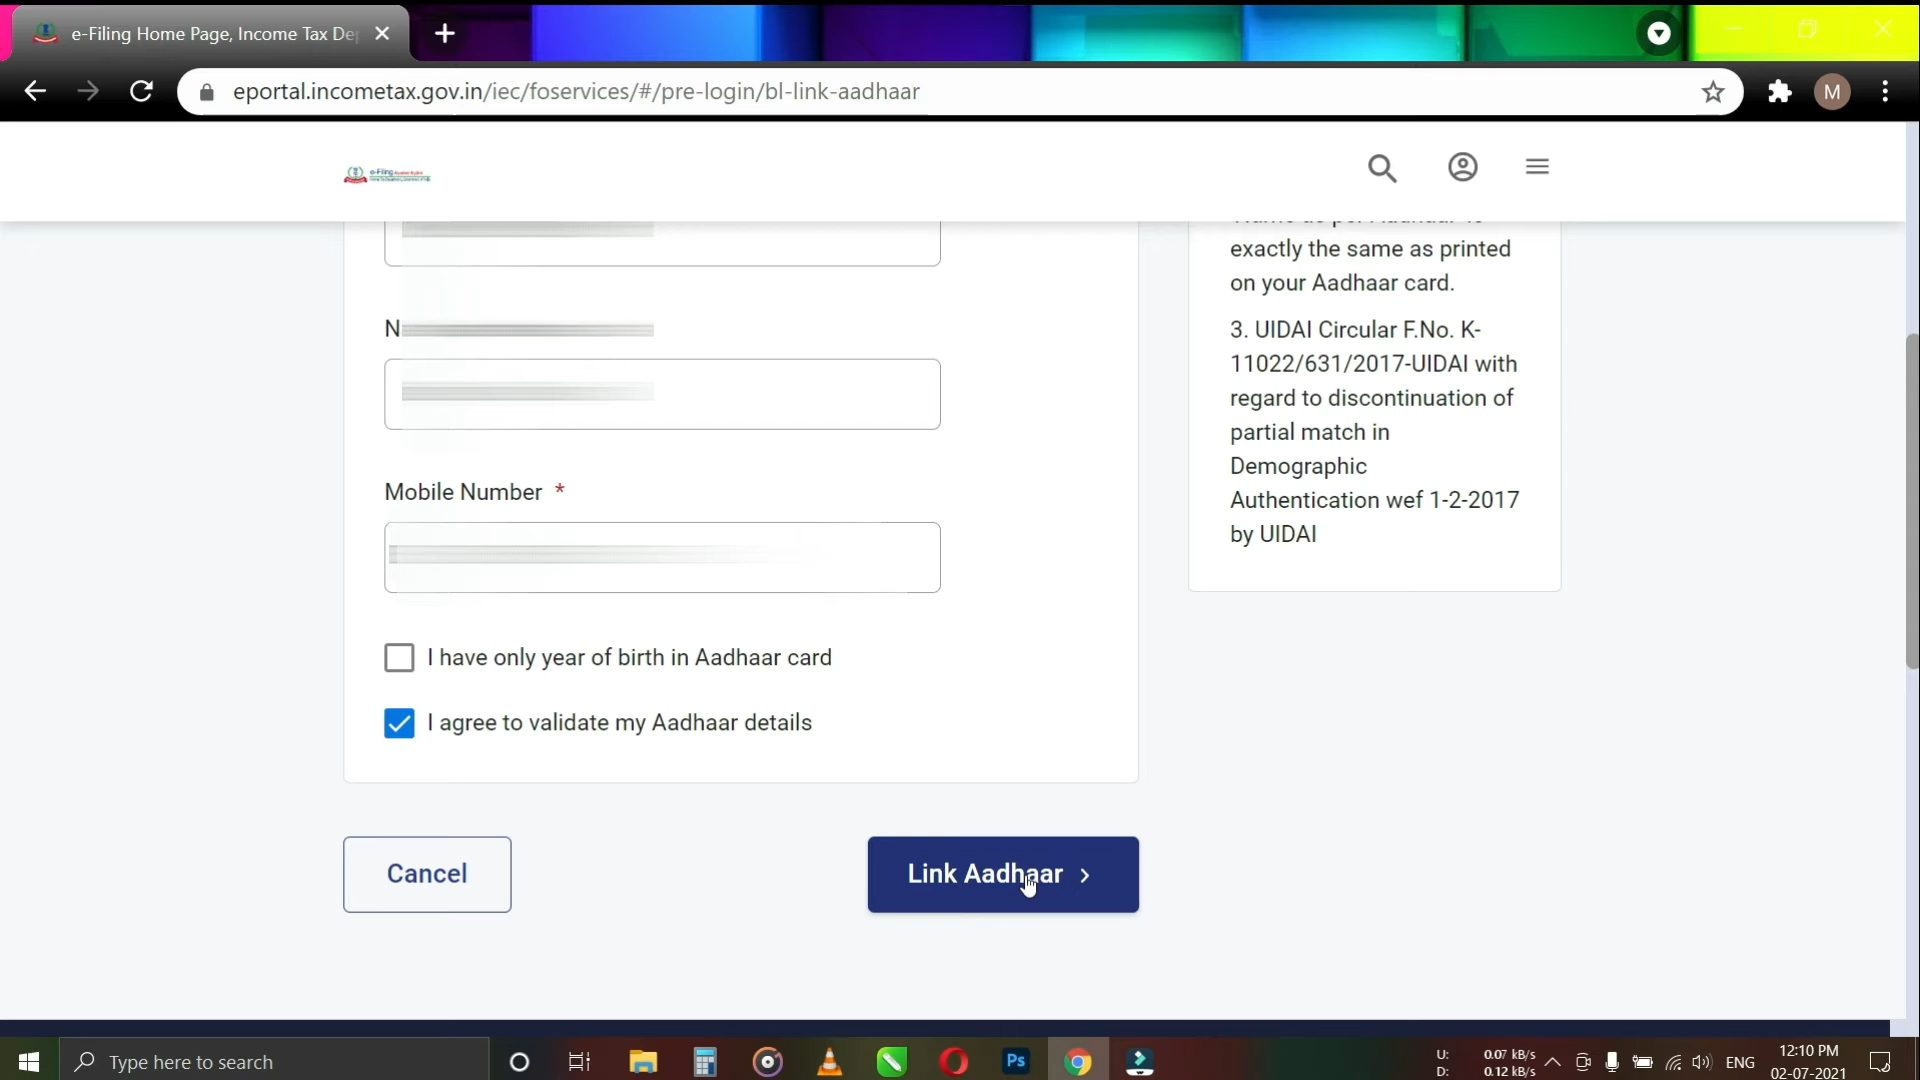 e-Filing Home Page, Income Tax De
eportal.incometax.gov.in/iec/foservices/#/pre-login/bl-link-aadhaar
M
e-Filing
exactly the same as printed
on your Aadhaar card.
3. UIDAI Circular F.No. K-
11022/631/2017-UIDAI with
regard to discontinuation of
partial match in
Demographic
Authentication wef 1-2-2017
by UIDAI
N
Mobile Number *
I have only year of birth in Aadhaar card
I agree to validate my Aadhaar details
Cancel
Link Aadhaar >
Type here to search
Ps
U: 0.07 kB/s
D: 0.12 kB/s
ENG
12:10 PM
02-07-2021